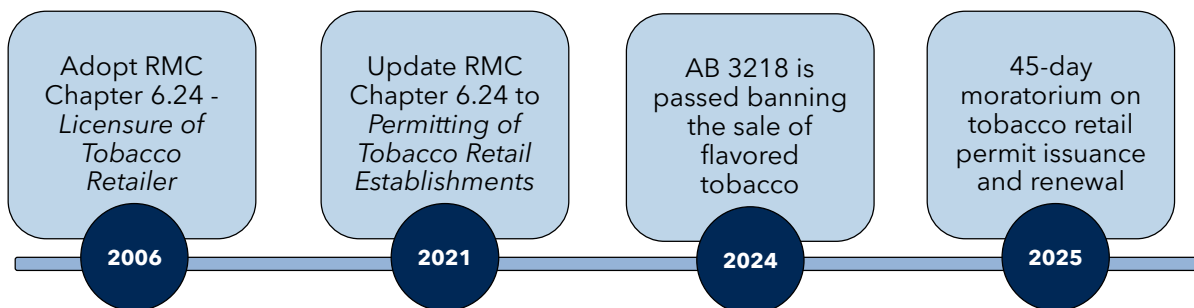 Adopt RMC
Chapter 6.24 -
Licensure of
Tobacco
Retailer
2006
Update RMC
Chapter 6.24 to
Permitting of
Tobacco Retail
Establishments
2021
AB 3218 is
passed banning
the sale of
flavored
tobacco
2024
45-day
moratorium on
tobacco retail
permit issuance
and renewal
2025